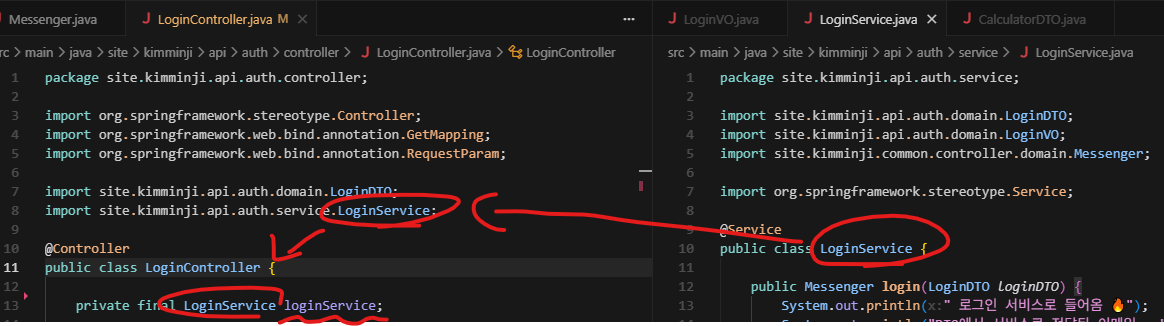 Messenger.java
LoginController.java M
LoginVO.java
LoginService.java
CalculatorDTO.java
src > main > java > site > kimminji > api > auth > controller > LoginController.java > LoginController
1 package site.kimminji.api.auth.controller;
2
3 import org.springframework.stereotype.Controller;
4 import org.springframework.web.bind.annotation.GetMapping;
5 import org.springframework.web.bind.annotation.RequestParam;
6
7 import site.kimminji.api.auth.domain.LoginDTO;
8 import site.kimminji.api.auth.service.LoginService;
9
10 @Controller
11 public class LoginController {
12
13 private final LoginService loginService;
src > main > java > site > kimminji > api > auth > service > LoginService.java
1 package site.kimminji.api.auth.service;
2
3 import site.kimminji.api.auth.domain.LoginDTO;
4 import site.kimminji.api.auth.domain.LoginVO;
5 import site.kimminji.common.controller.domain.Messenger;
6
7 import org.springframework.stereotype.Service;
8
9 @Service
10 public class LoginService {
11
12 public Messenger login(LoginDTO loginDTO) {
13 System.out.println(x:" 로그인 서비스로 들어옴 🔥");